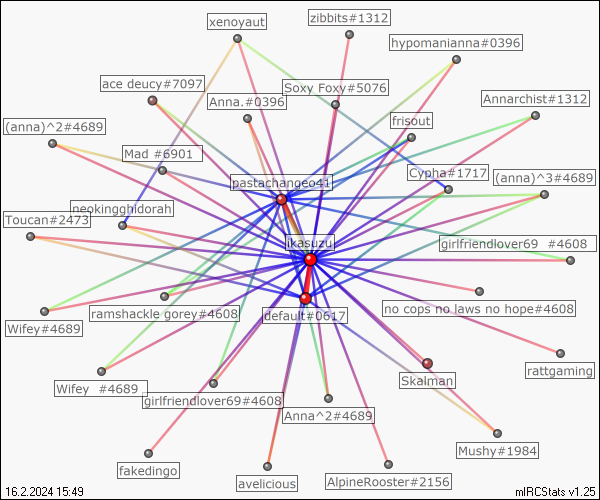 zibbits#1312
xenoyaut
hypomanianna#0396
ace deucy#7097
Soxy Foxy#5076
Anna.#0396
Annarchist#1312
(anna)^2#4689
frisout
Mad #6901
Cypha#1717
(anna)^3#4689
pastachangeo41
neokingghidorah
Toucan#2473
ikasuzu
girlfriendlover69 #4608
Wifey#4689
ramshackle gorey#4608
default#0617
no cops no laws no hope#4608
rattgaming
Skalman
Wifey #4689
girlfriendlover69#4608
Anna^2#4689
Mushy#1984
fakedingo
avelicious
AlpineRooster#2156
16.2.2024 15:49
mIRCStats v1.25